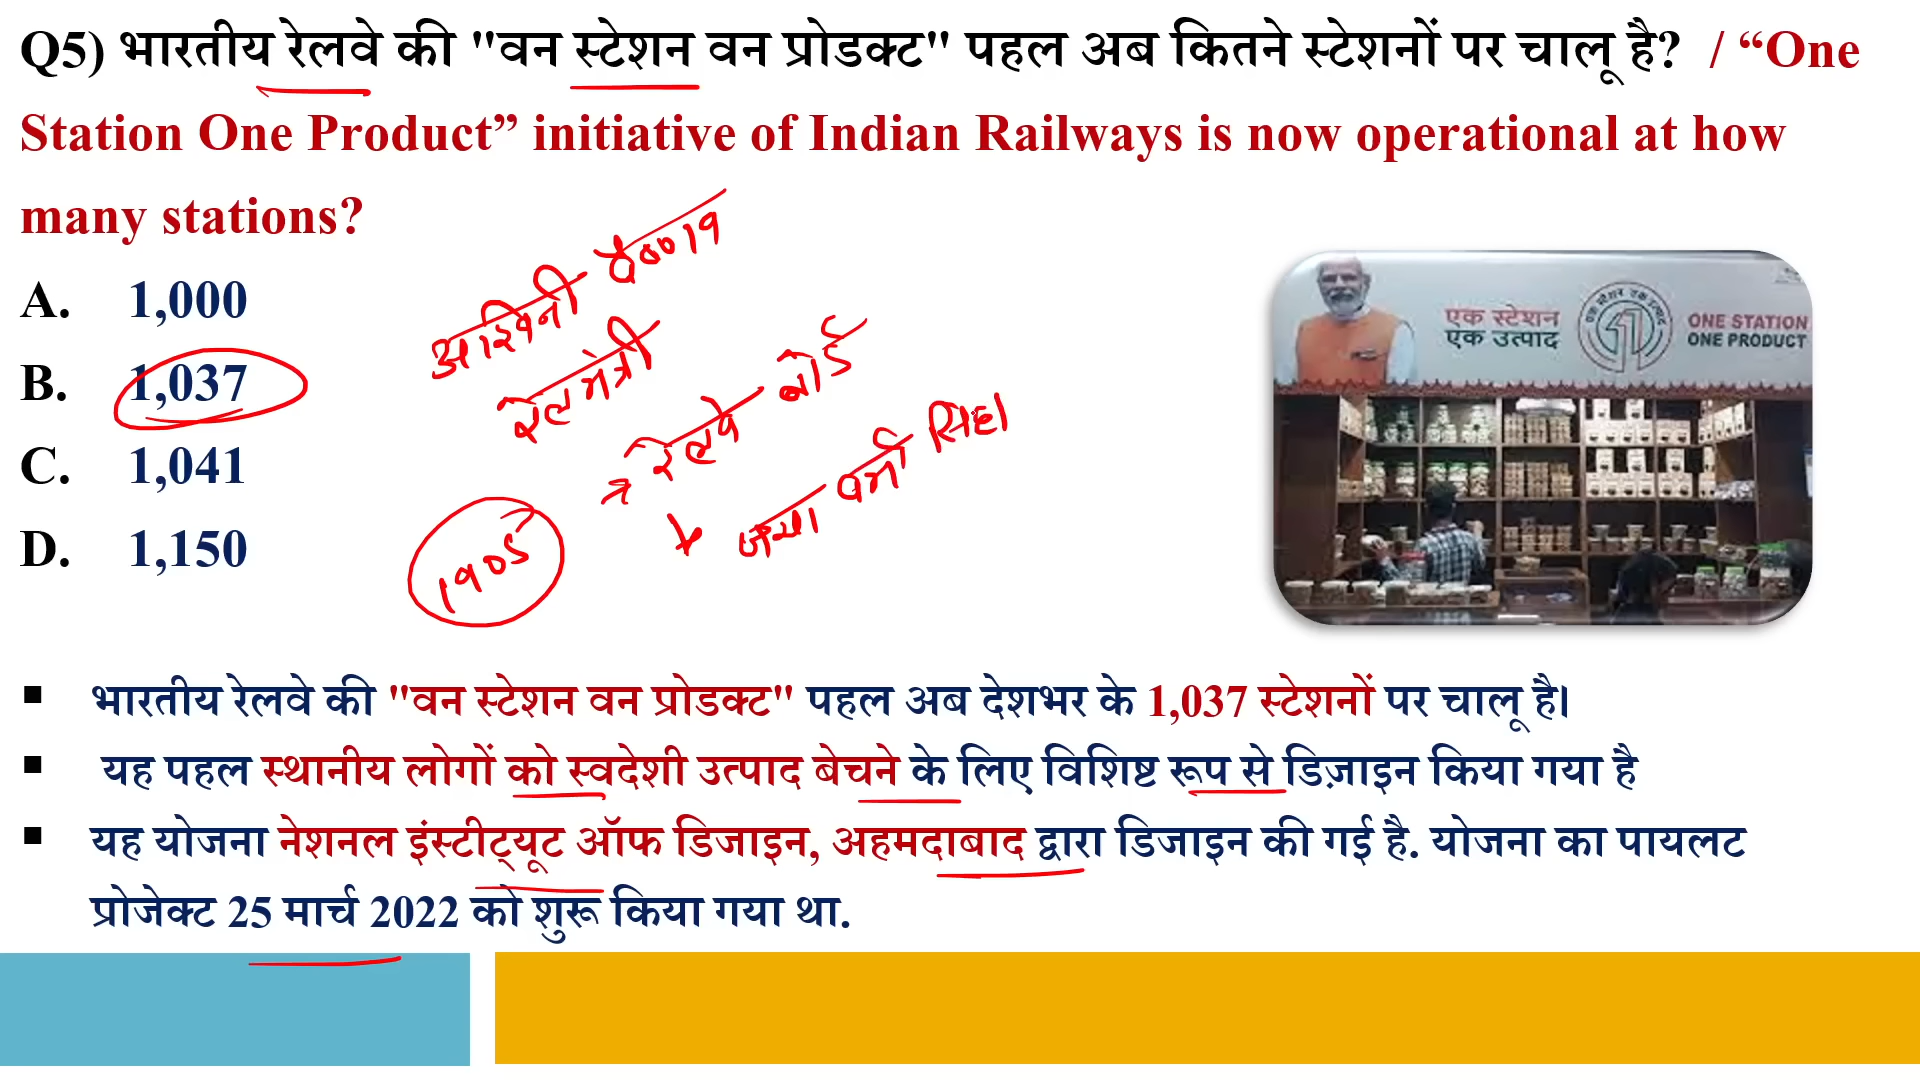 Q5) भारतीय रेलवे की "वन स्टेशन वन प्रोडक्ट" पहल अब कितने स्टेशनों पर चालू है? / “One
Station One Product” initiative of Indian Railways is now operational at how
many stations?
A. 1,000
B. 1,037
C. 1,041
D. 1,150
रेलमंत्री
रेलवे बोर्ड
जया वर्मा सिंहा
1905
एक स्टेशन
एक उत्पाद
ONE STATION
ONE PRODUCT
▪ भारतीय रेलवे की "वन स्टेशन वन प्रोडक्ट" पहल अब देशभर के 1,037 स्टेशनों पर चालू है।
▪ यह पहल स्थानीय लोगों को स्वदेशी उत्पाद बेचने के लिए विशिष्ट रूप से डिज़ाइन किया गया है
▪ यह योजना नेशनल इंस्टीट्यूट ऑफ डिजाइन, अहमदाबाद द्वारा डिजाइन की गई है. योजना का पायलट
प्रोजेक्ट 25 मार्च 2022 को शुरू किया गया था.